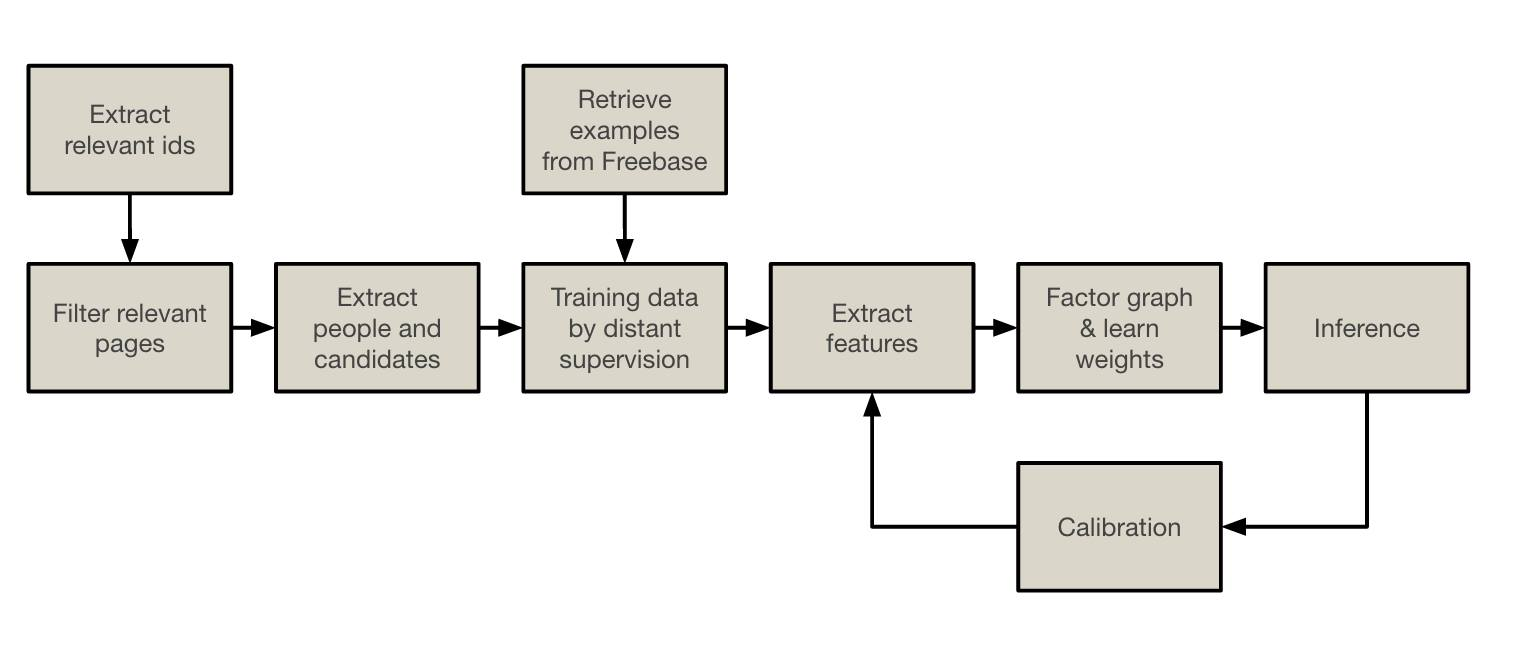 Extract
relevant ids
Retrieve
examples
from Freebase
Filter relevant
pages
Extract
people and
candidates
Training data
by distant
supervision
Extract
features
Factor graph
& learn
weights
Inference
Calibration